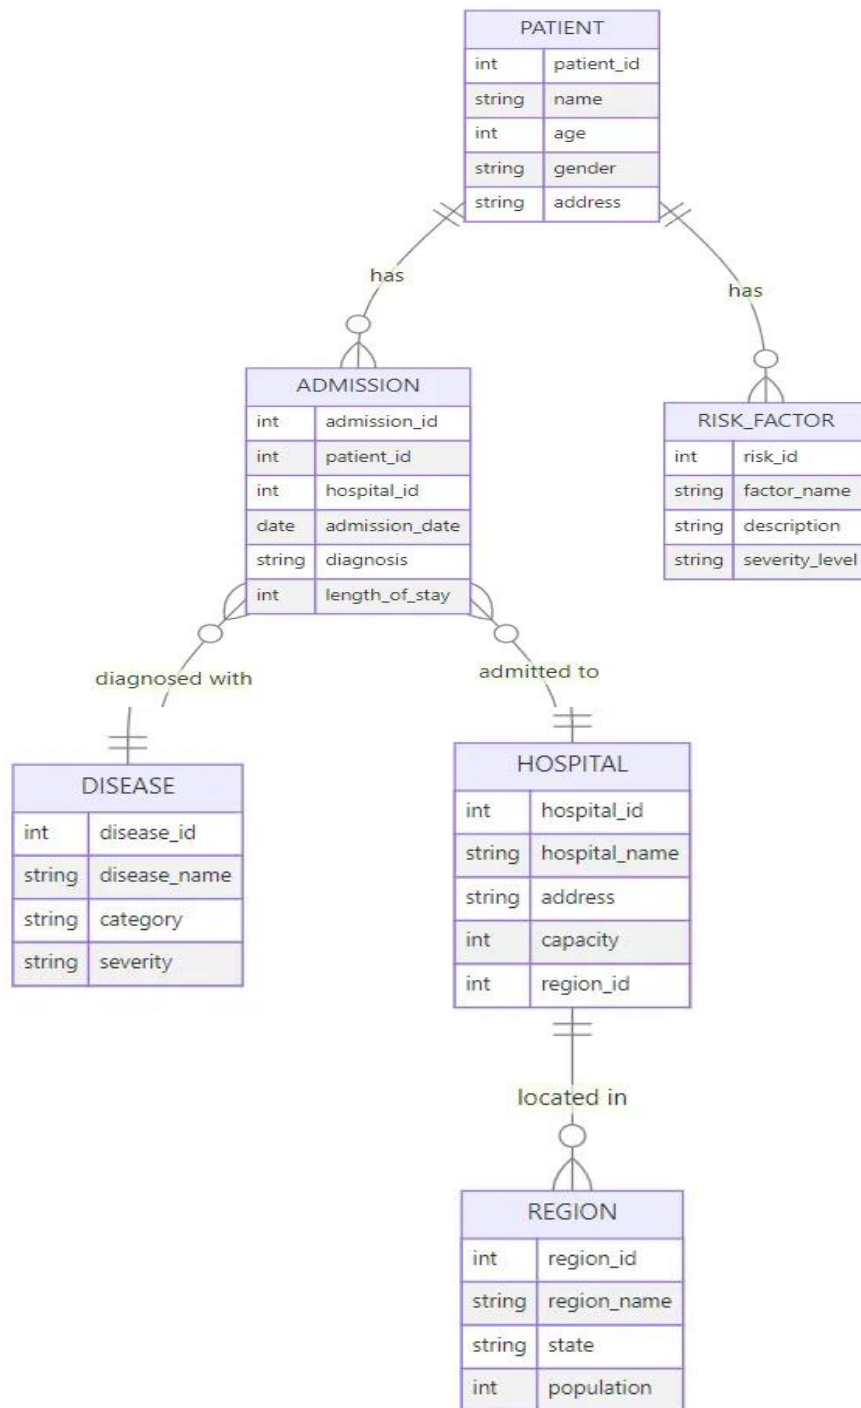 PATIENT
int patient_id
string name
int age
string gender
string address
has
has
ADMISSION
int admission_id
int patient_id
int hospital_id
date admission_date
string diagnosis
int length_of_stay
RISK_FACTOR
int risk_id
string factor_name
string description
string severity_level
diagnosed with
admitted to
DISEASE
int disease_id
string disease_name
string category
string severity
HOSPITAL
int hospital_id
string hospital_name
string address
int capacity
int region_id
located in
REGION
int region_id
string region_name
string state
int population